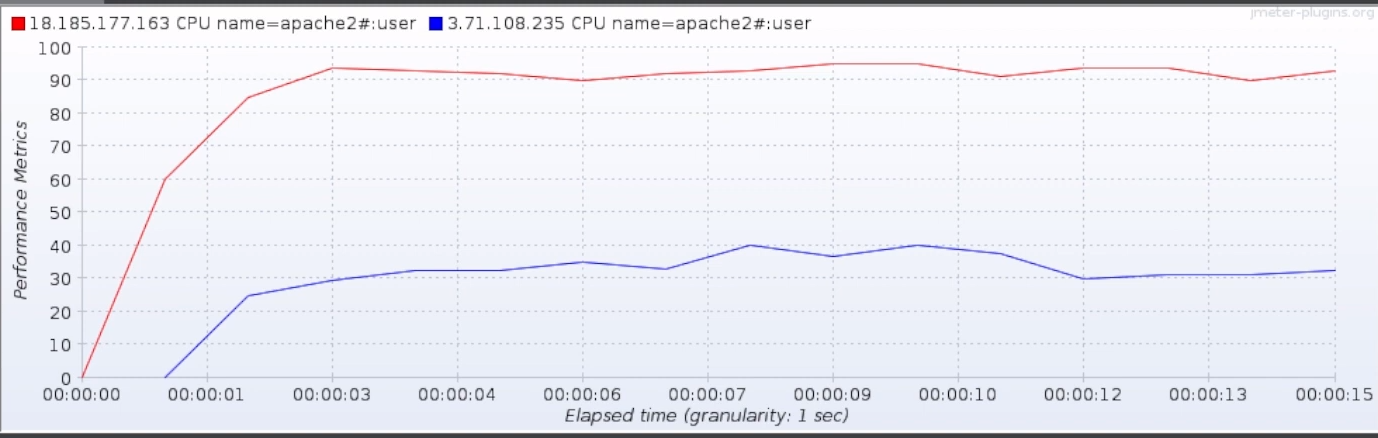 jmeter-plugins.org
18.185.177.163 CPU name=apache2#:user 3.71.108.235 CPU name=apache2#:user
100
90
80
70
60
50
40
30
20
10
0
Performance Metrics
00:00:00 00:00:01 00:00:03 00:00:04 00:00:06 00:00:07 00:00:09 00:00:10 00:00:12 00:00:13 00:00:15
Elapsed time (granularity: 1 sec)